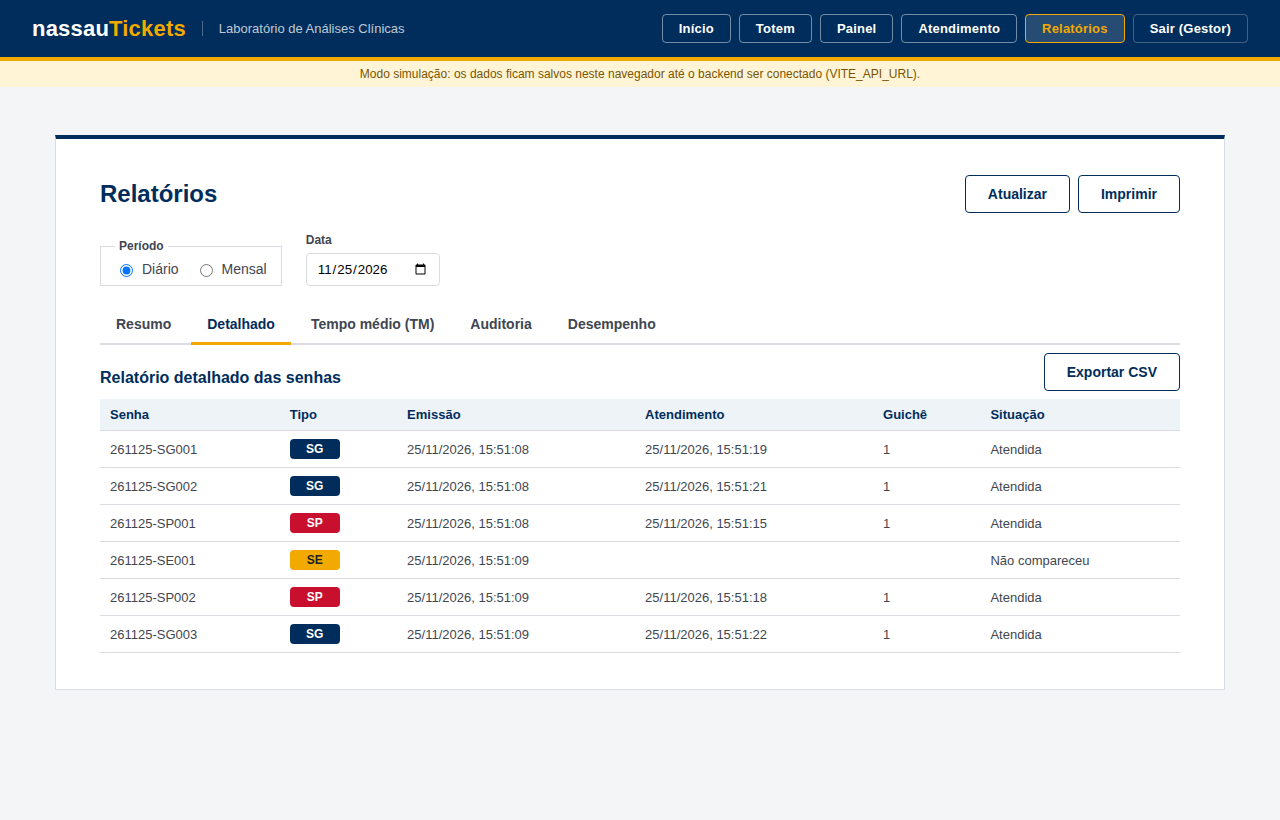 nassauTickets
Laboratório de Análises Clínicas
Início
Totem
Painel
Atendimento
Relatórios
Sair (Gestor)
Modo simulação: os dados ficam salvos neste navegador até o backend ser conectado (VITE_API_URL).
Relatórios
Atualizar
Imprimir
Período
Diário
Mensal
Data
11/25/2026
Resumo
Detalhado
Tempo médio (TM)
Auditoria
Desempenho
Relatório detalhado das senhas
Exportar CSV
Senha Tipo Emissão Atendimento Guichê Situação
261125-SG001 SG 25/11/2026, 15:51:08 25/11/2026, 15:51:19 1 Atendida
261125-SG002 SG 25/11/2026, 15:51:08 25/11/2026, 15:51:21 1 Atendida
261125-SP001 SP 25/11/2026, 15:51:08 25/11/2026, 15:51:15 1 Atendida
261125-SE001 SE 25/11/2026, 15:51:09 Não compareceu
261125-SP002 SP 25/11/2026, 15:51:09 25/11/2026, 15:51:18 1 Atendida
261125-SG003 SG 25/11/2026, 15:51:09 25/11/2026, 15:51:22 1 Atendida